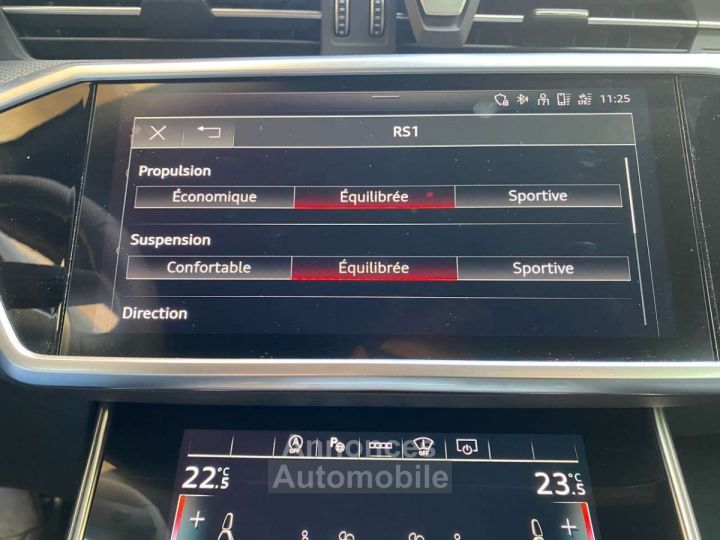 11:25
RS1
Propulsion
Économique Équilibrée Sportive
Suspension
Confortable Équilibrée Sportive
Direction
A OFF P OFF
22.5 °C 23.5 °C
Annonces
Automobile
+ +